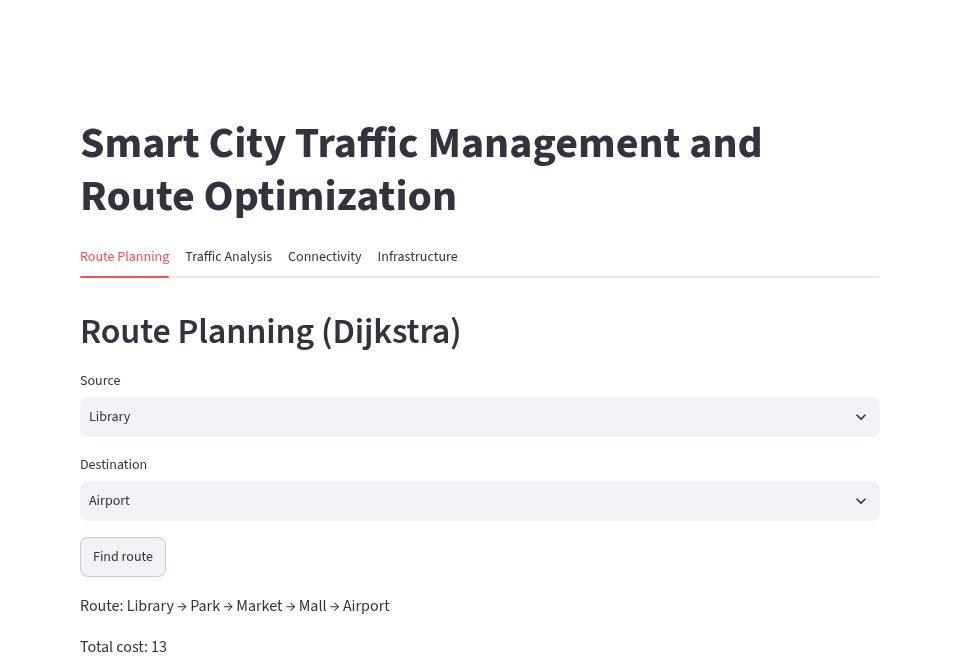 Smart City Traffic Management and
Route Optimization
Route Planning Traffic Analysis Connectivity Infrastructure
Route Planning (Dijkstra)
Source
Library
Destination
Airport
Find route
Route: Library → Park → Market → Mall → Airport
Total cost: 13